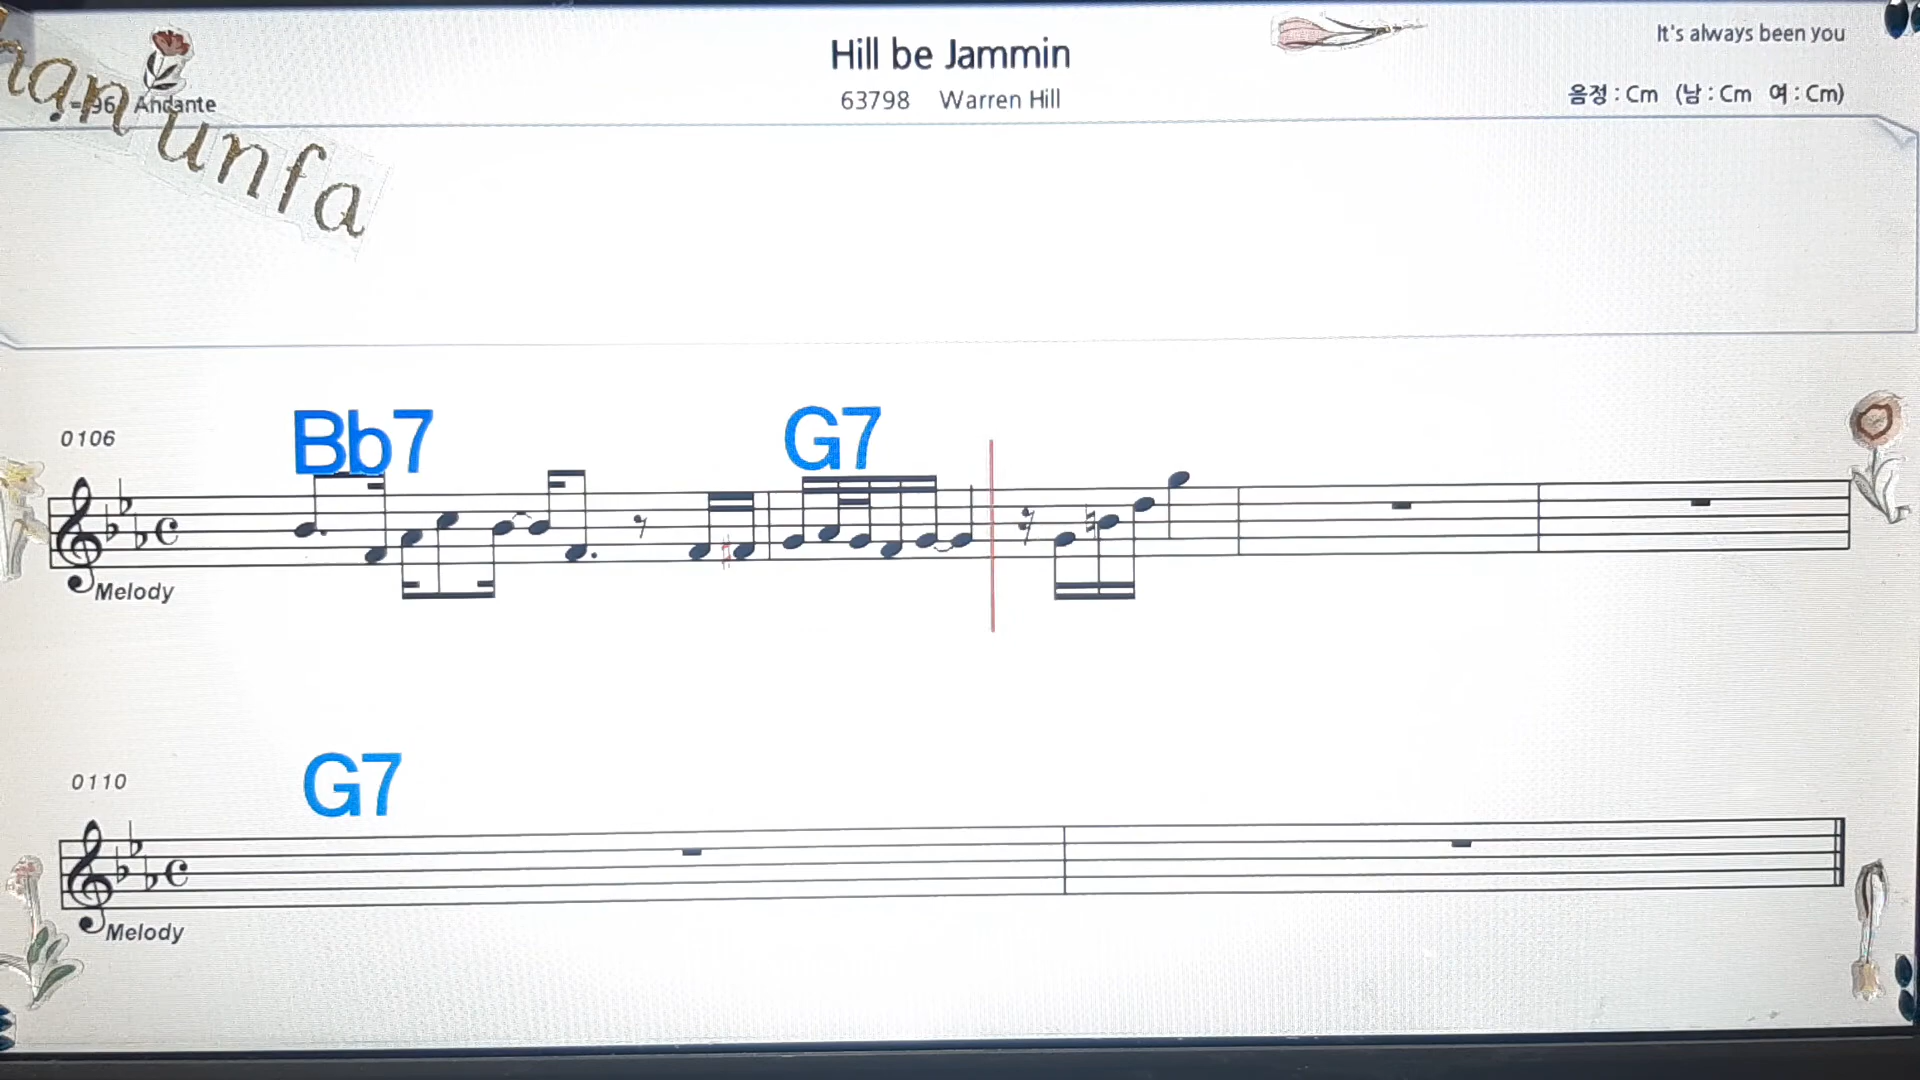 Hill be Jammin
It's always been you
63798 Warren Hill
음정 : Cm (남 : Cm 여 : Cm)
=96 Andante
unfa
Bb7 G7
0106
Melody
G7
0110
Melody